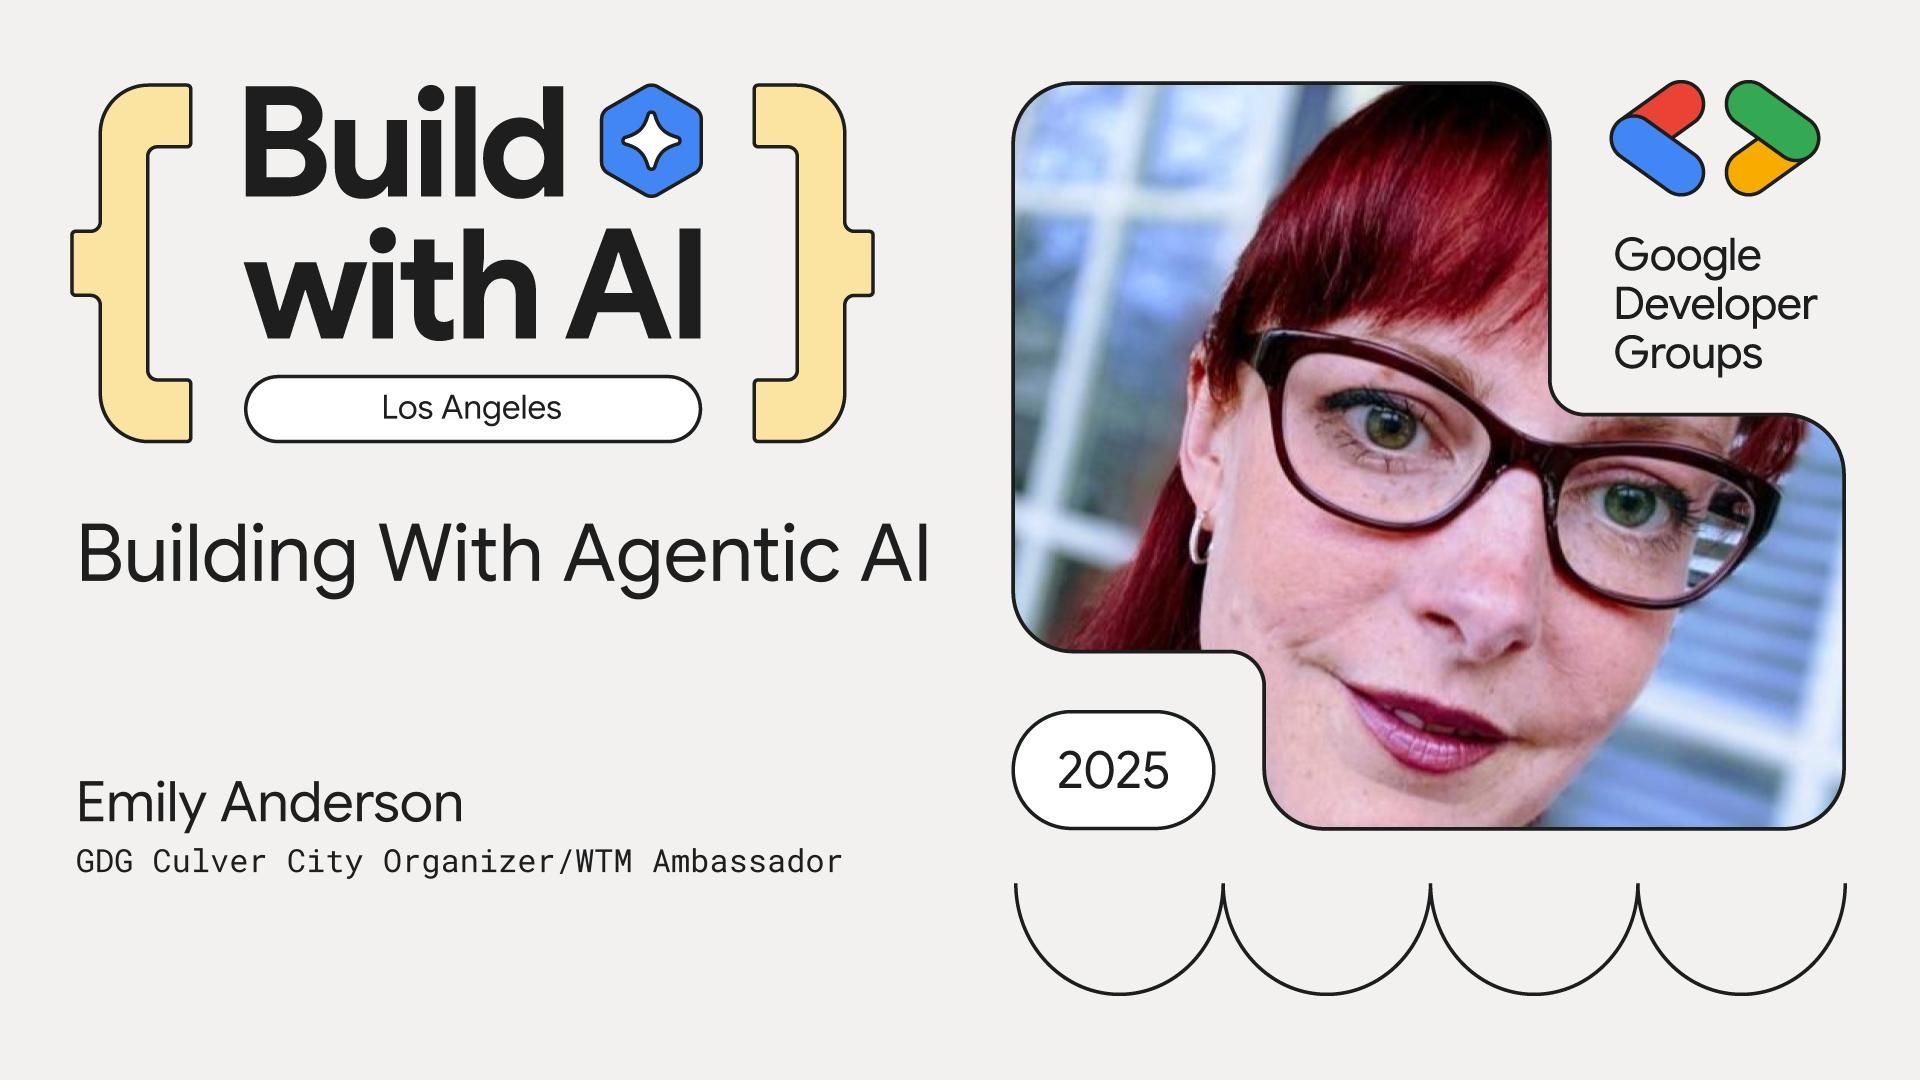 Build
with AI
Los Angeles
Building With Agentic AI
Emily Anderson
GDG Culver City Organizer/WTM Ambassador
Google
Developer
Groups
2025